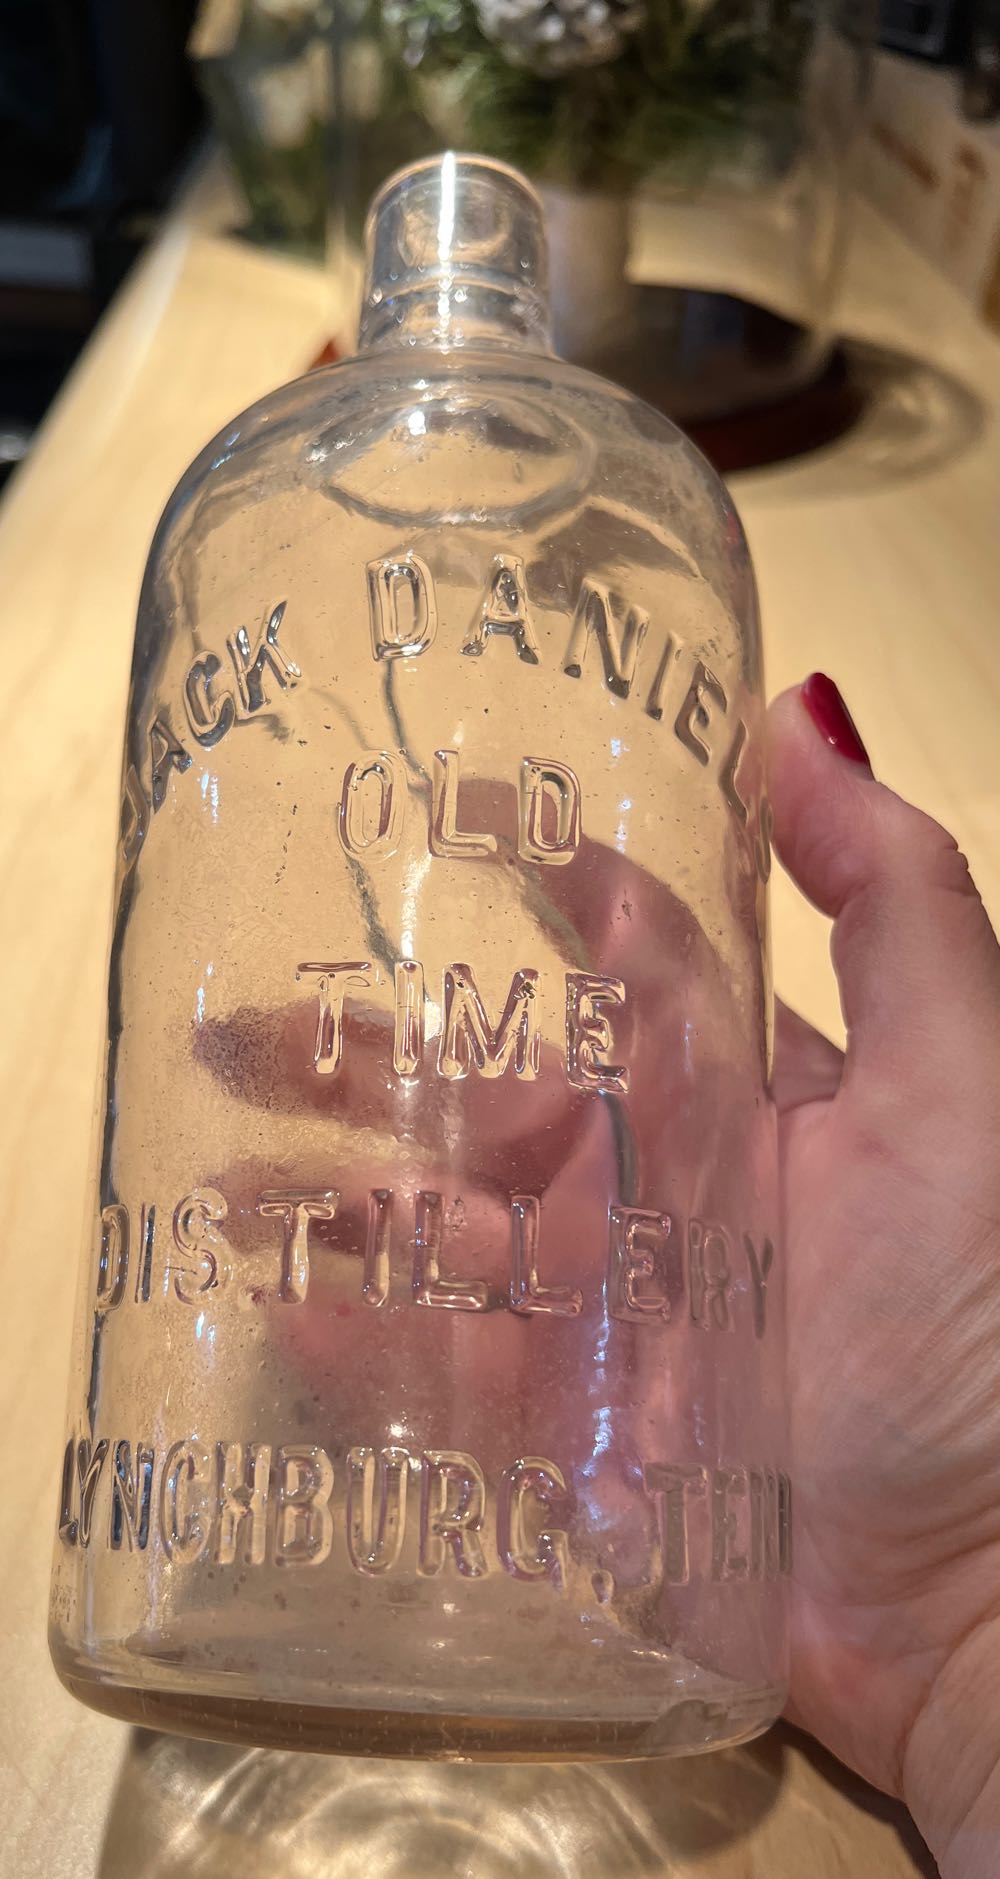 JACK DANIEL'S
OLD
TIME
DISTILLERY
LYNCHBURG, TENN